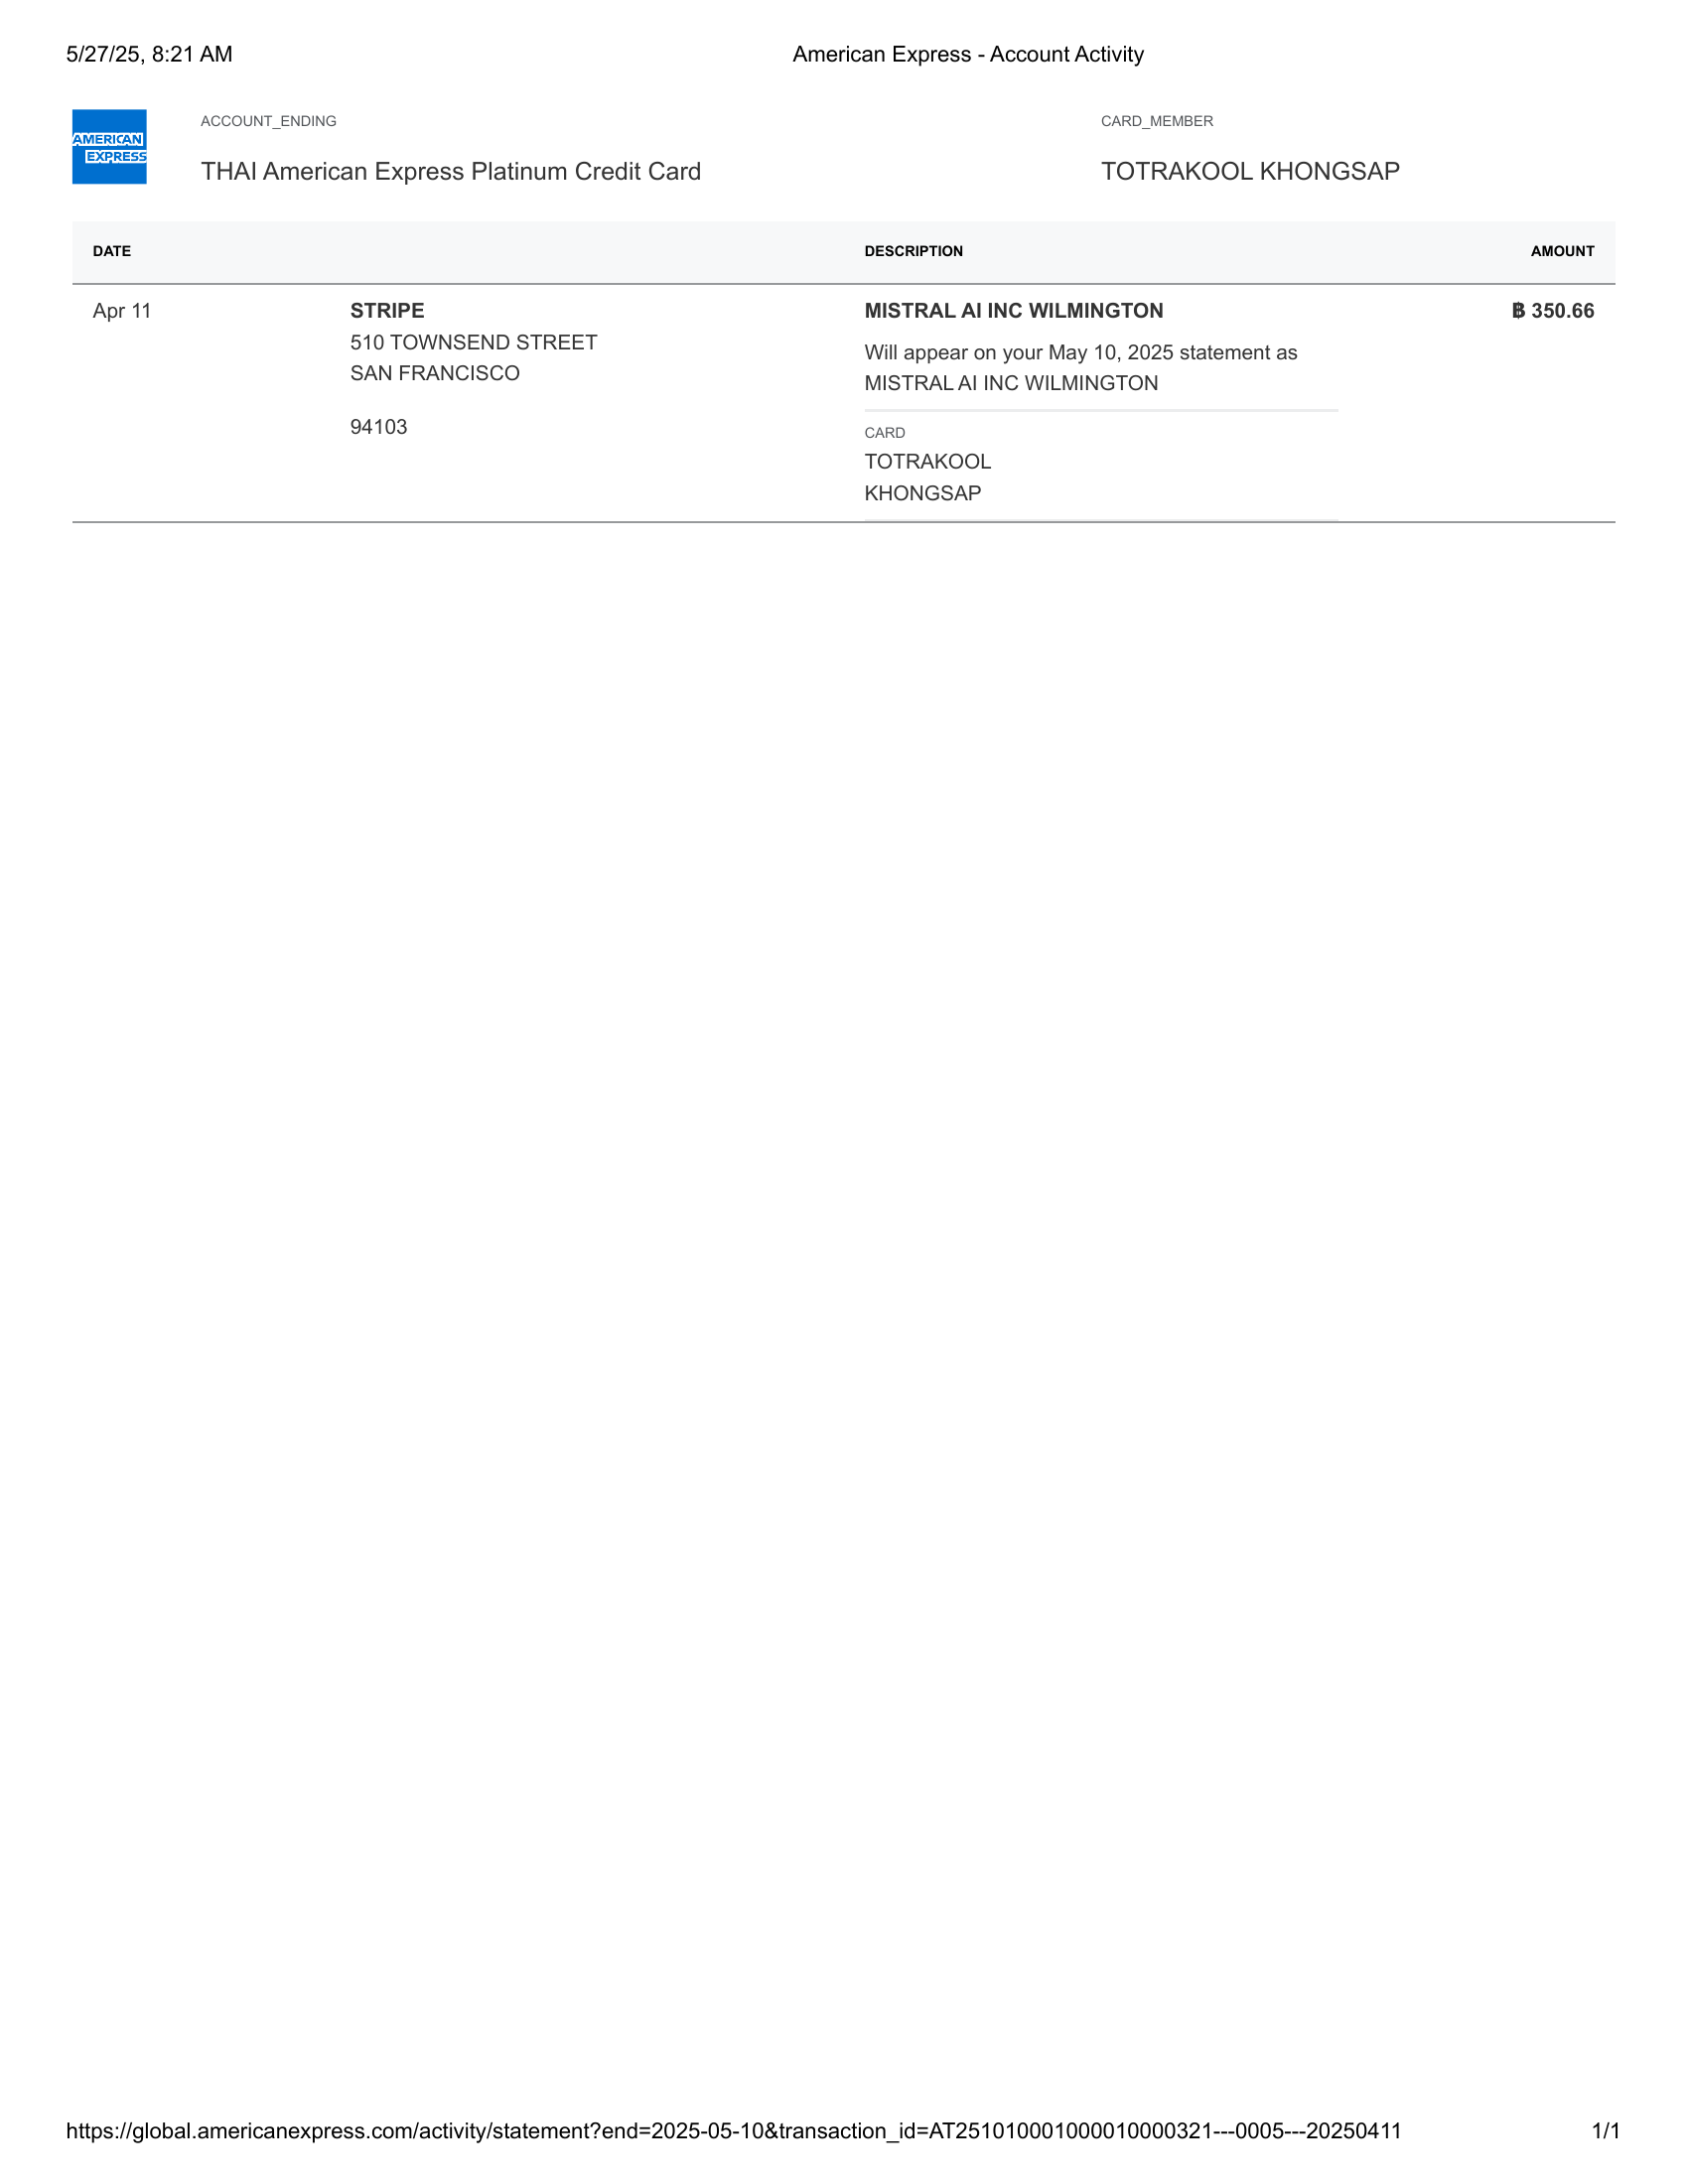 5/27/25, 8:21 AM
American Express - Account Activity
AMERICAN
EXPRESS
ACCOUNT_ENDING
THAI American Express Platinum Credit Card
CARD_MEMBER
TOTRAKOOL KHONGSAP
DATE
DESCRIPTION
AMOUNT
Apr 11
STRIPE
510 TOWNSEND STREET
SAN FRANCISCO
94103
MISTRAL AI INC WILMINGTON
Will appear on your May 10, 2025 statement as
MISTRAL AI INC WILMINGTON
CARD
TOTRAKOOL
KHONGSAP
฿ 350.66
https://global.americanexpress.com/activity/statement?end=2025-05-10&transaction_id=AT251010001000010000321---0005---20250411
1/1